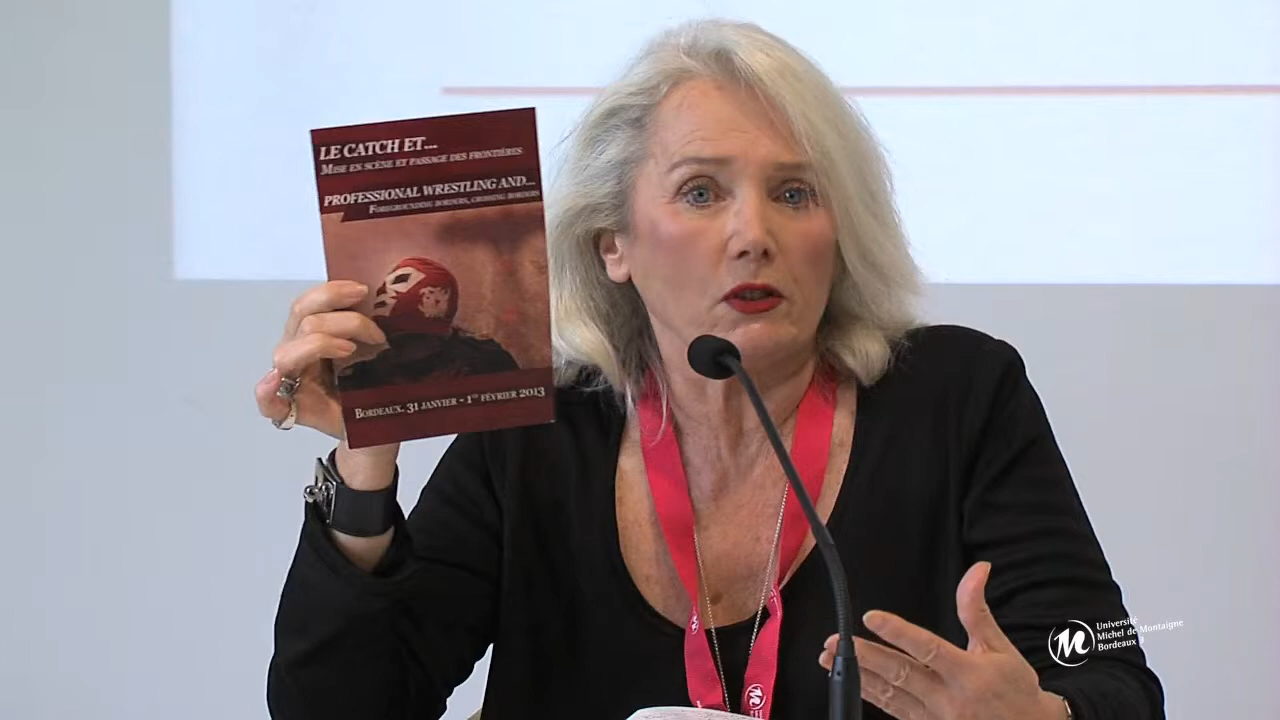 LE CATCH ET...
MISE EN SCÈNE ET PASSAGE DES FRONTIÈRES
PROFESSIONAL WRESTLING AND...
FOREGROUNDING BORDERS, CROSSING BORDERS
BORDEAUX. 31 JANVIER - 1ER FÉVRIER 2013
Université
Michel de Montaigne
Bordeaux 3